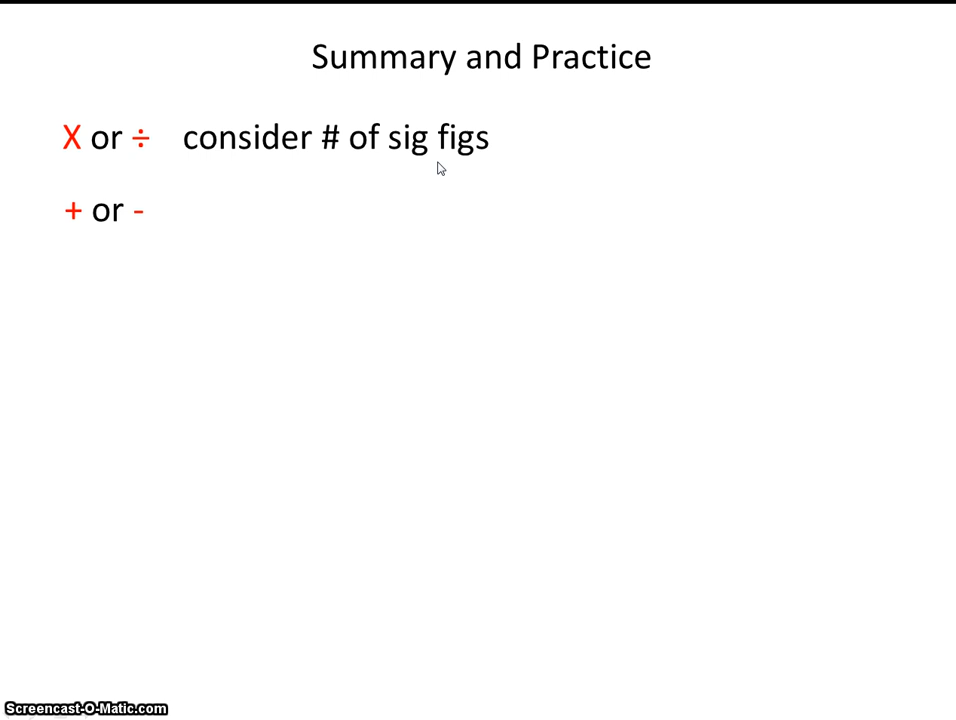 Summary and Practice
X or ÷ consider # of sig figs
+ or -
Screencast-O-Matic.com